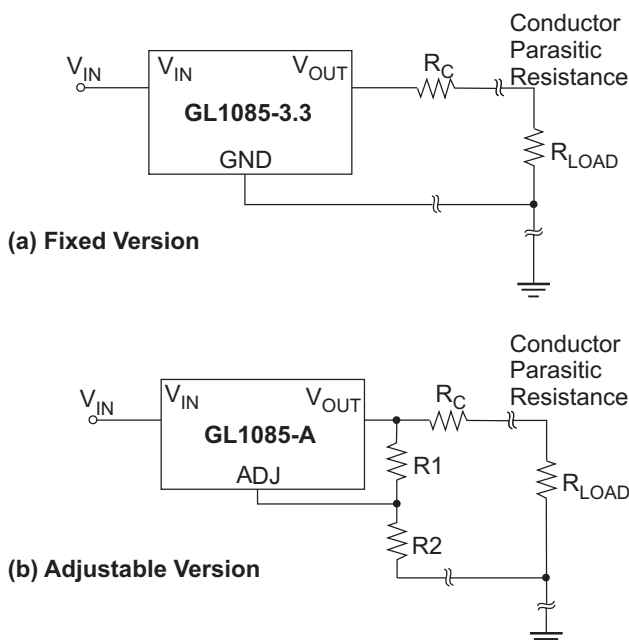 Conductor
Parasitic
Resistance
V_IN
V_IN
V_OUT
R_C
GL1085-3.3
GND
R_LOAD
(a) Fixed Version
Conductor
Parasitic
Resistance
V_IN
V_IN
V_OUT
R_C
GL1085-A
ADJ
R1
R_LOAD
R2
(b) Adjustable Version